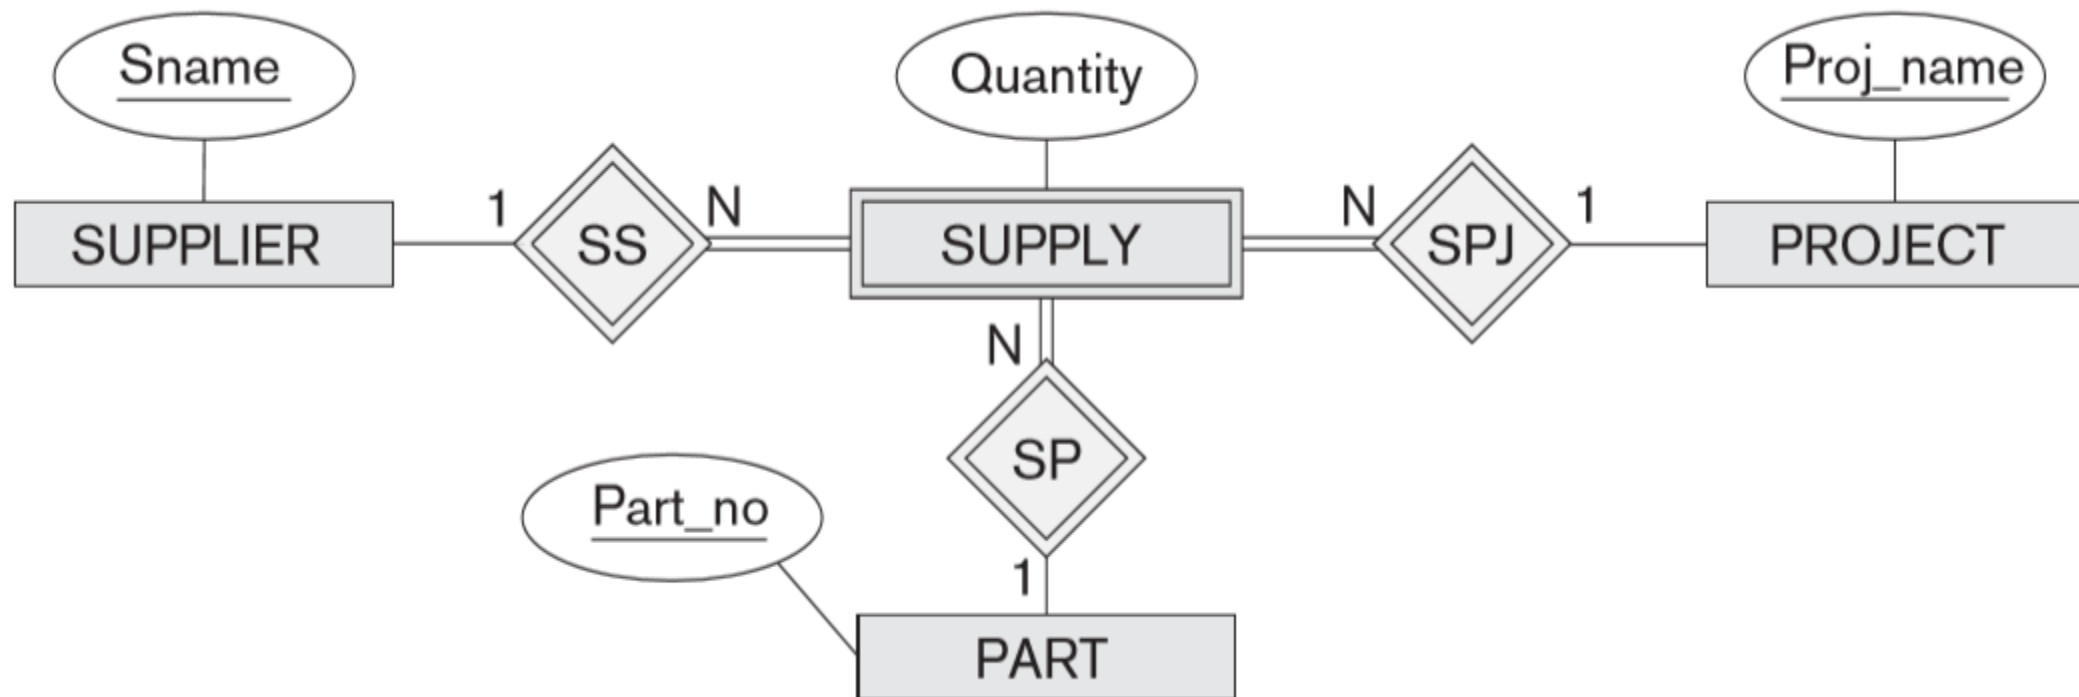 Sname
Quantity
Proj_name
1
N
N
1
SUPPLIER
SS
SUPPLY
SPJ
PROJECT
N
SP
Part_no
1
PART